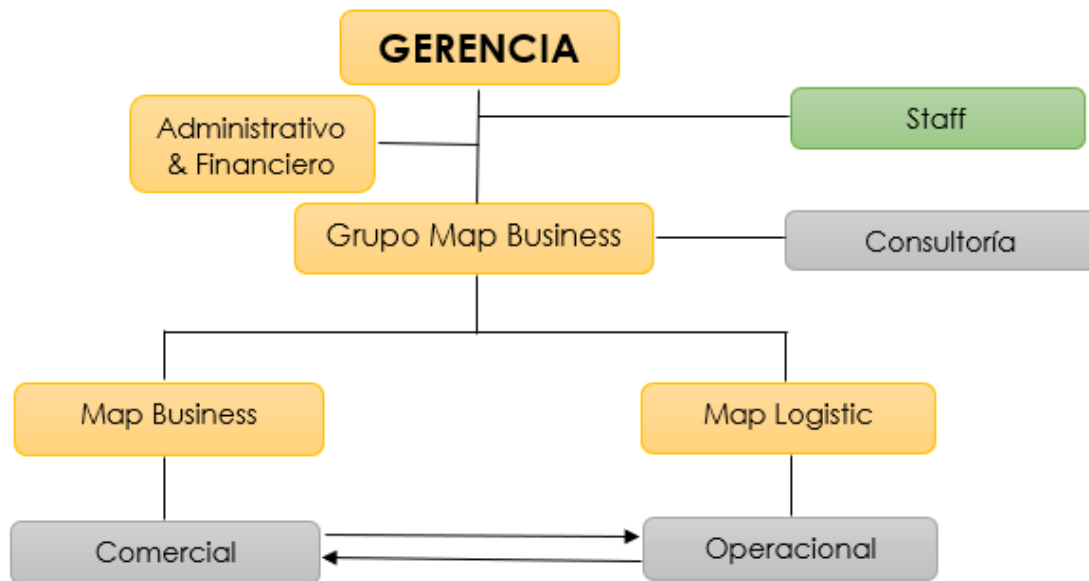 GERENCIA
Administrativo
& Financiero
Staff
Grupo Map Business
Consultoría
Map Business
Map Logistic
Comercial
Operacional